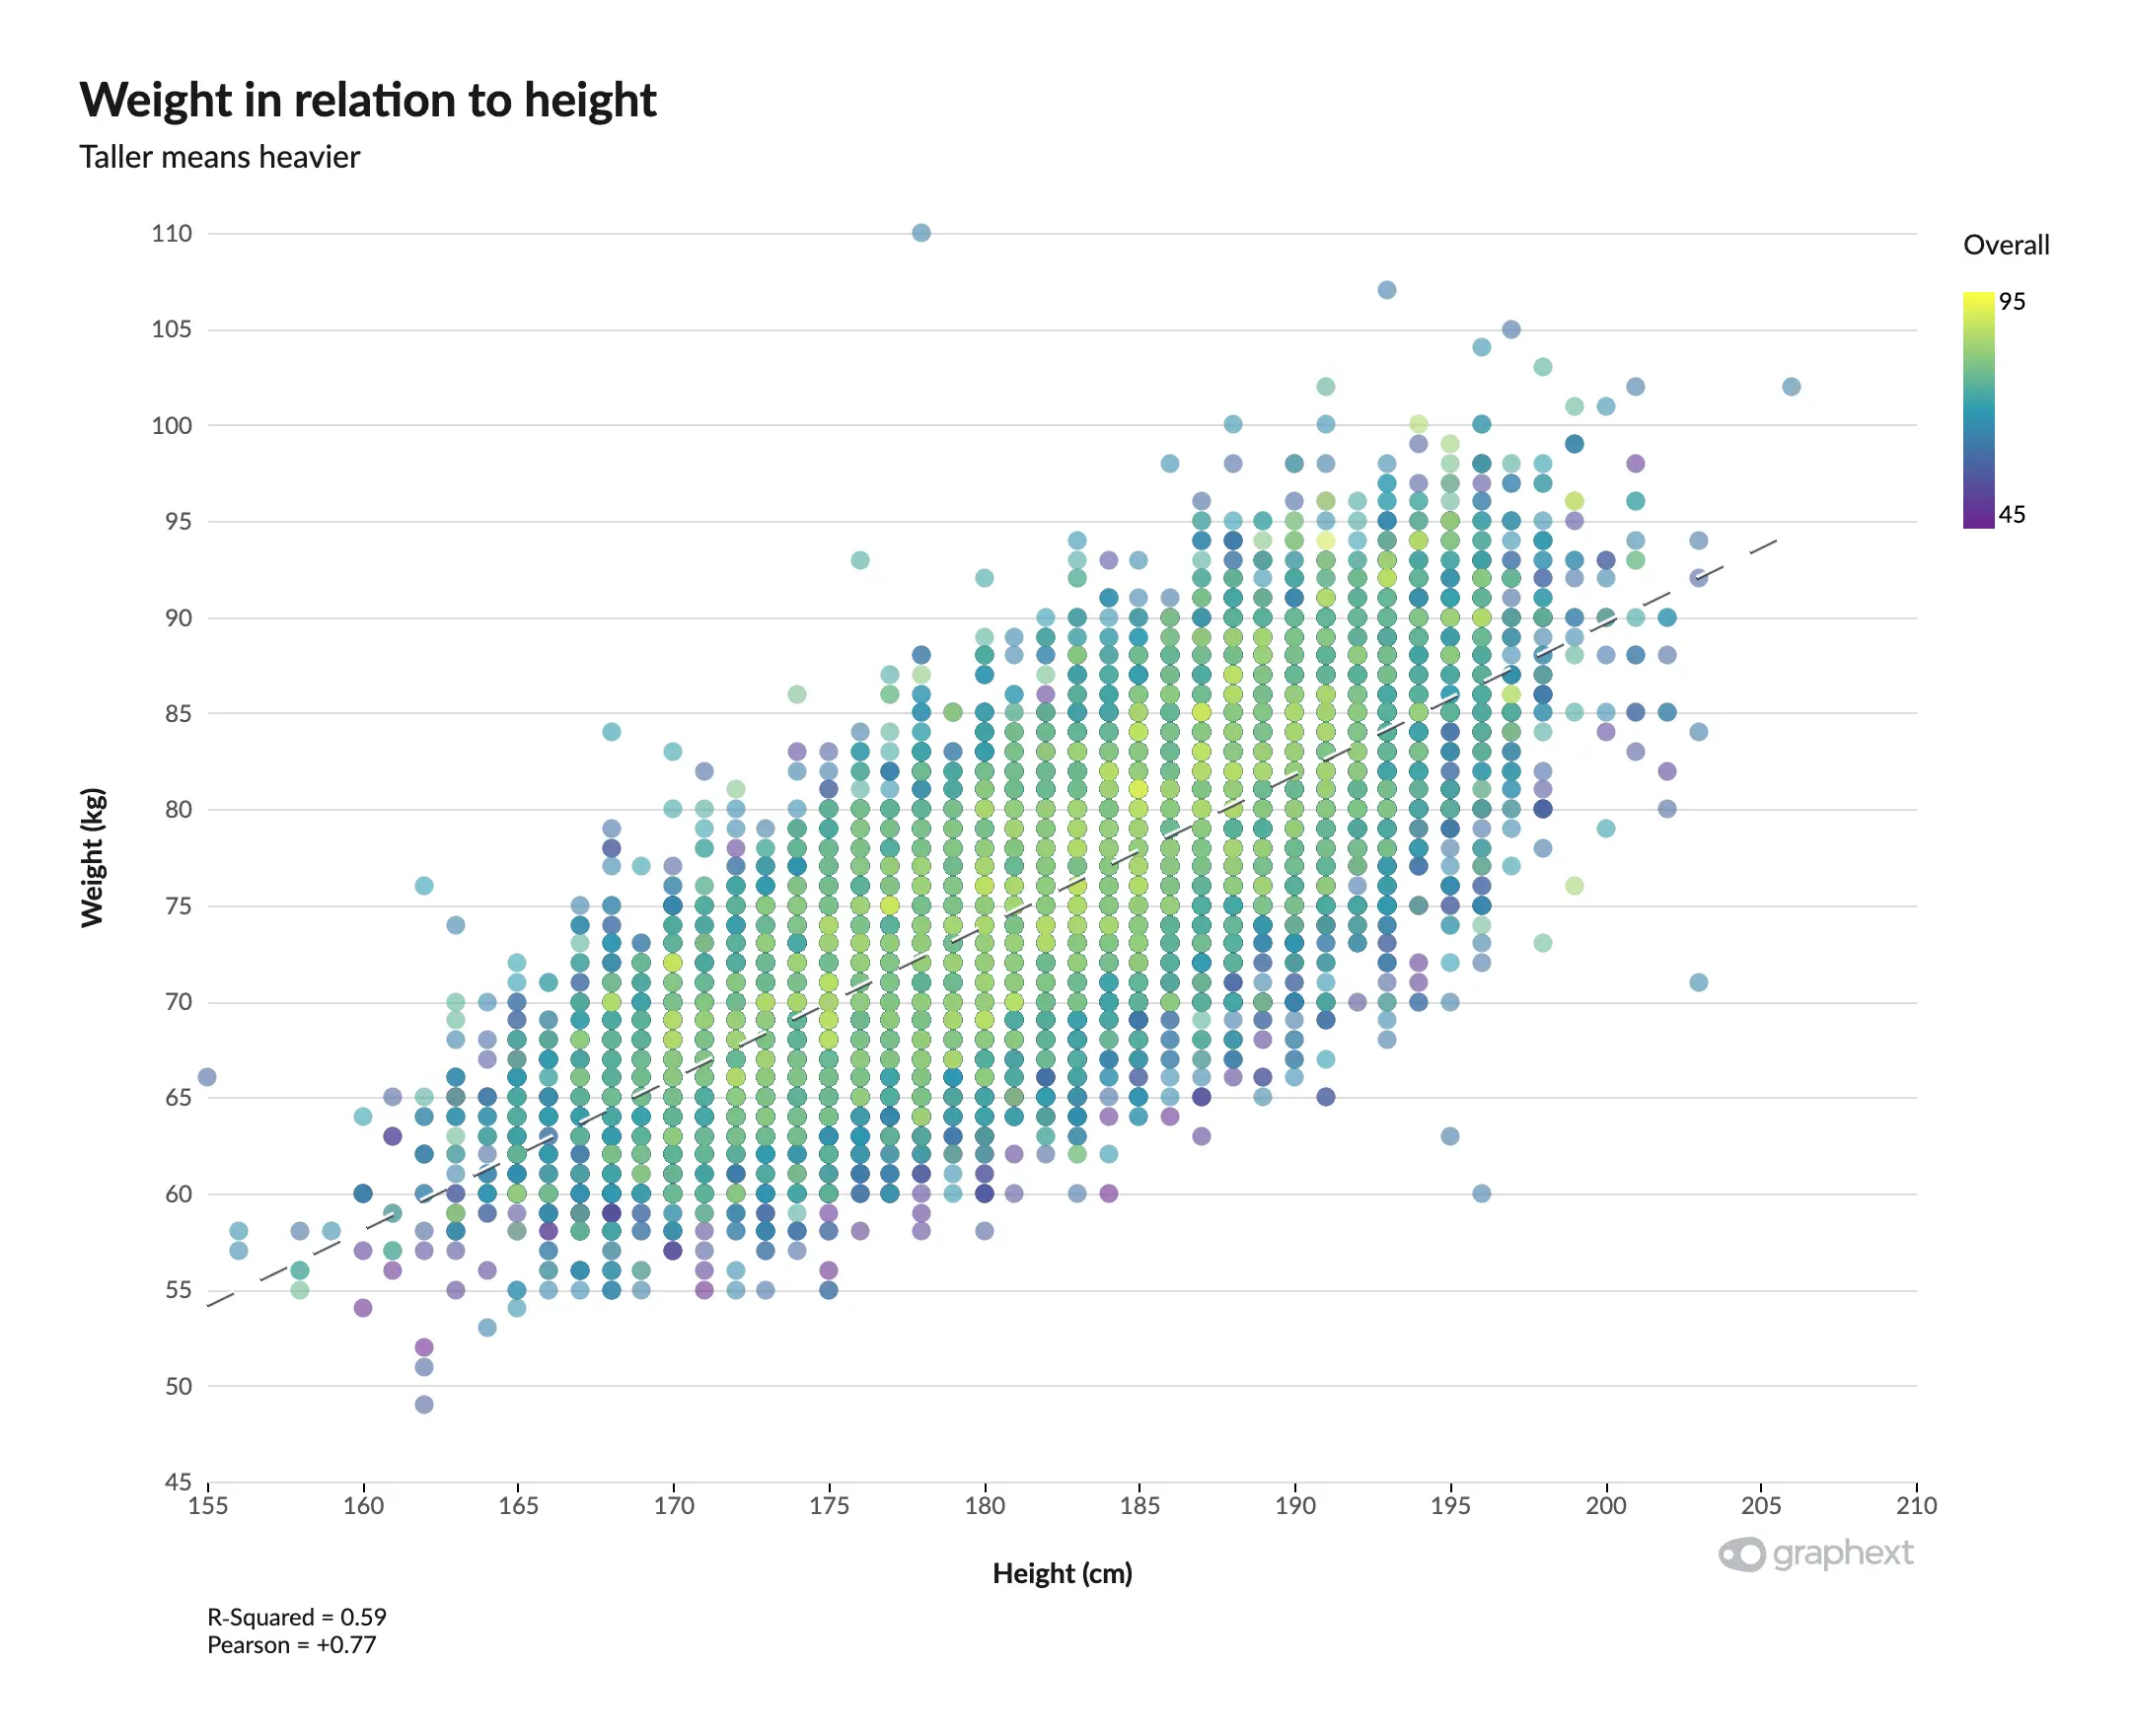 Weight in relation to height
Taller means heavier
Overall
95
45
Weight (kg)
110
105
100
95
90
85
80
75
70
65
60
55
50
45
155 160 165 170 175 180 185 190 195 200 205 210
Height (cm)
graphext
R-Squared = 0.59
Pearson = +0.77